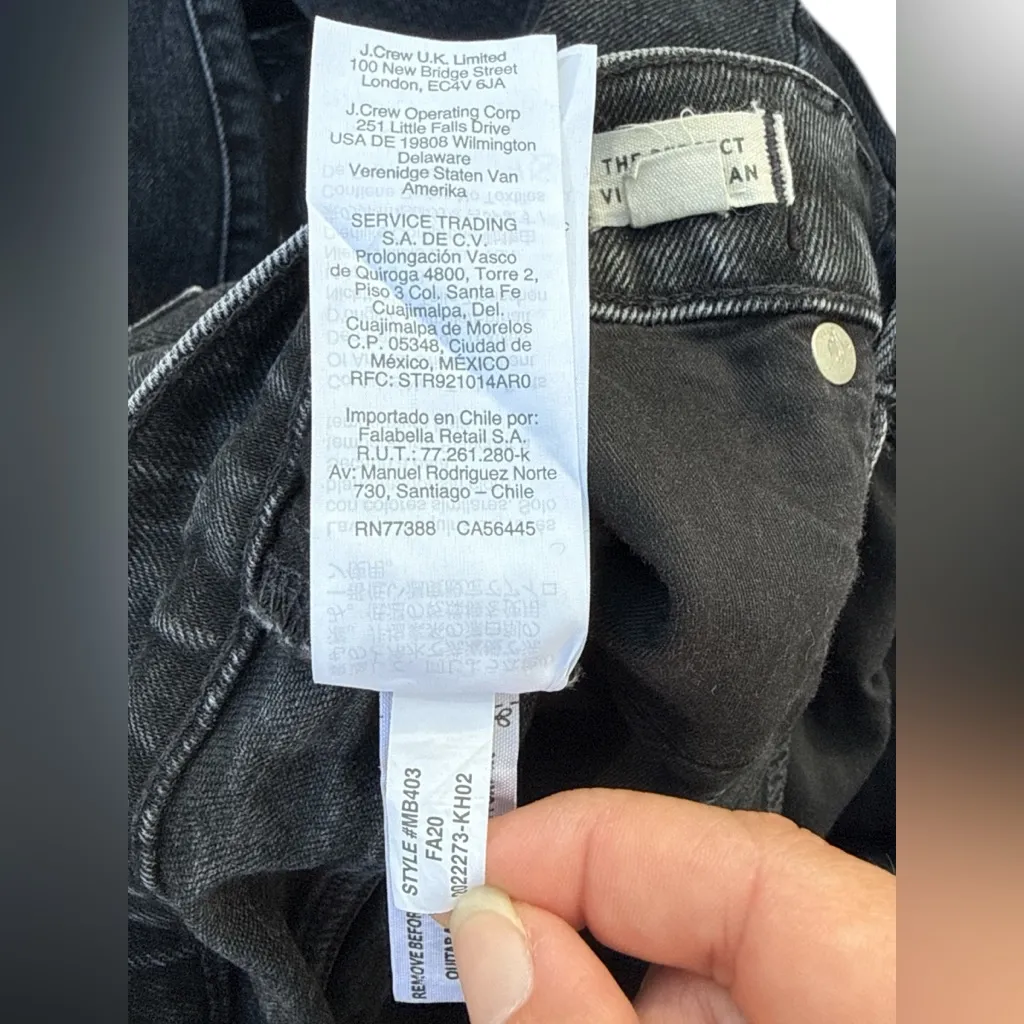 J.Crew U.K. Limited
100 New Bridge Street
London, EC4V 6JA
J.Crew Operating Corp
251 Little Falls Drive
USA DE 19808 Wilmington
Delaware
Verenidge Staten Van
Amerika
SERVICE TRADING
S.A. DE C.V.
Prolongación Vasco
de Quiroga 4800, Torre 2,
Piso 3 Col. Santa Fe
Cuajimalpa, Del.
Cuajimalpa de Morelos
C.P. 05348, Ciudad de
México, MÉXICO
RFC: STR921014AR0
Importado en Chile por:
Falabella Retail S.A.
R.U.T.: 77.261.280-k
Av: Manuel Rodriguez Norte
730, Santiago – Chile
RN77388 CA56445
THE
STYLE #MB403
FA20
0022273-KH02
REMOVE